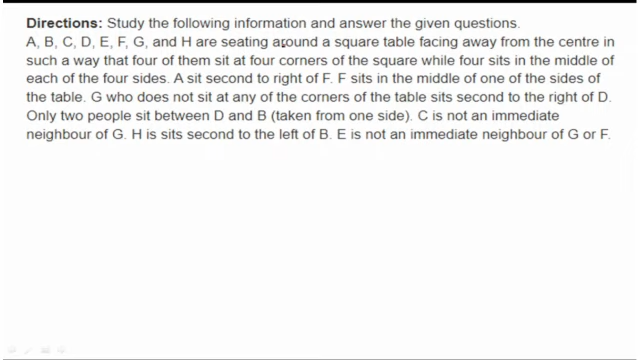 Directions: Study the following information and answer the given questions.
A, B, C, D, E, F, G, and H are seating around a square table facing away from the centre in
such a way that four of them sit at four corners of the square while four sits in the middle of
each of the four sides. A sit second to right of F. F sits in the middle of one of the sides of
the table. G who does not sit at any of the corners of the table sits second to the right of D.
Only two people sit between D and B (taken from one side). C is not an immediate
neighbour of G. H is sits second to the left of B. E is not an immediate neighbour of G or F.